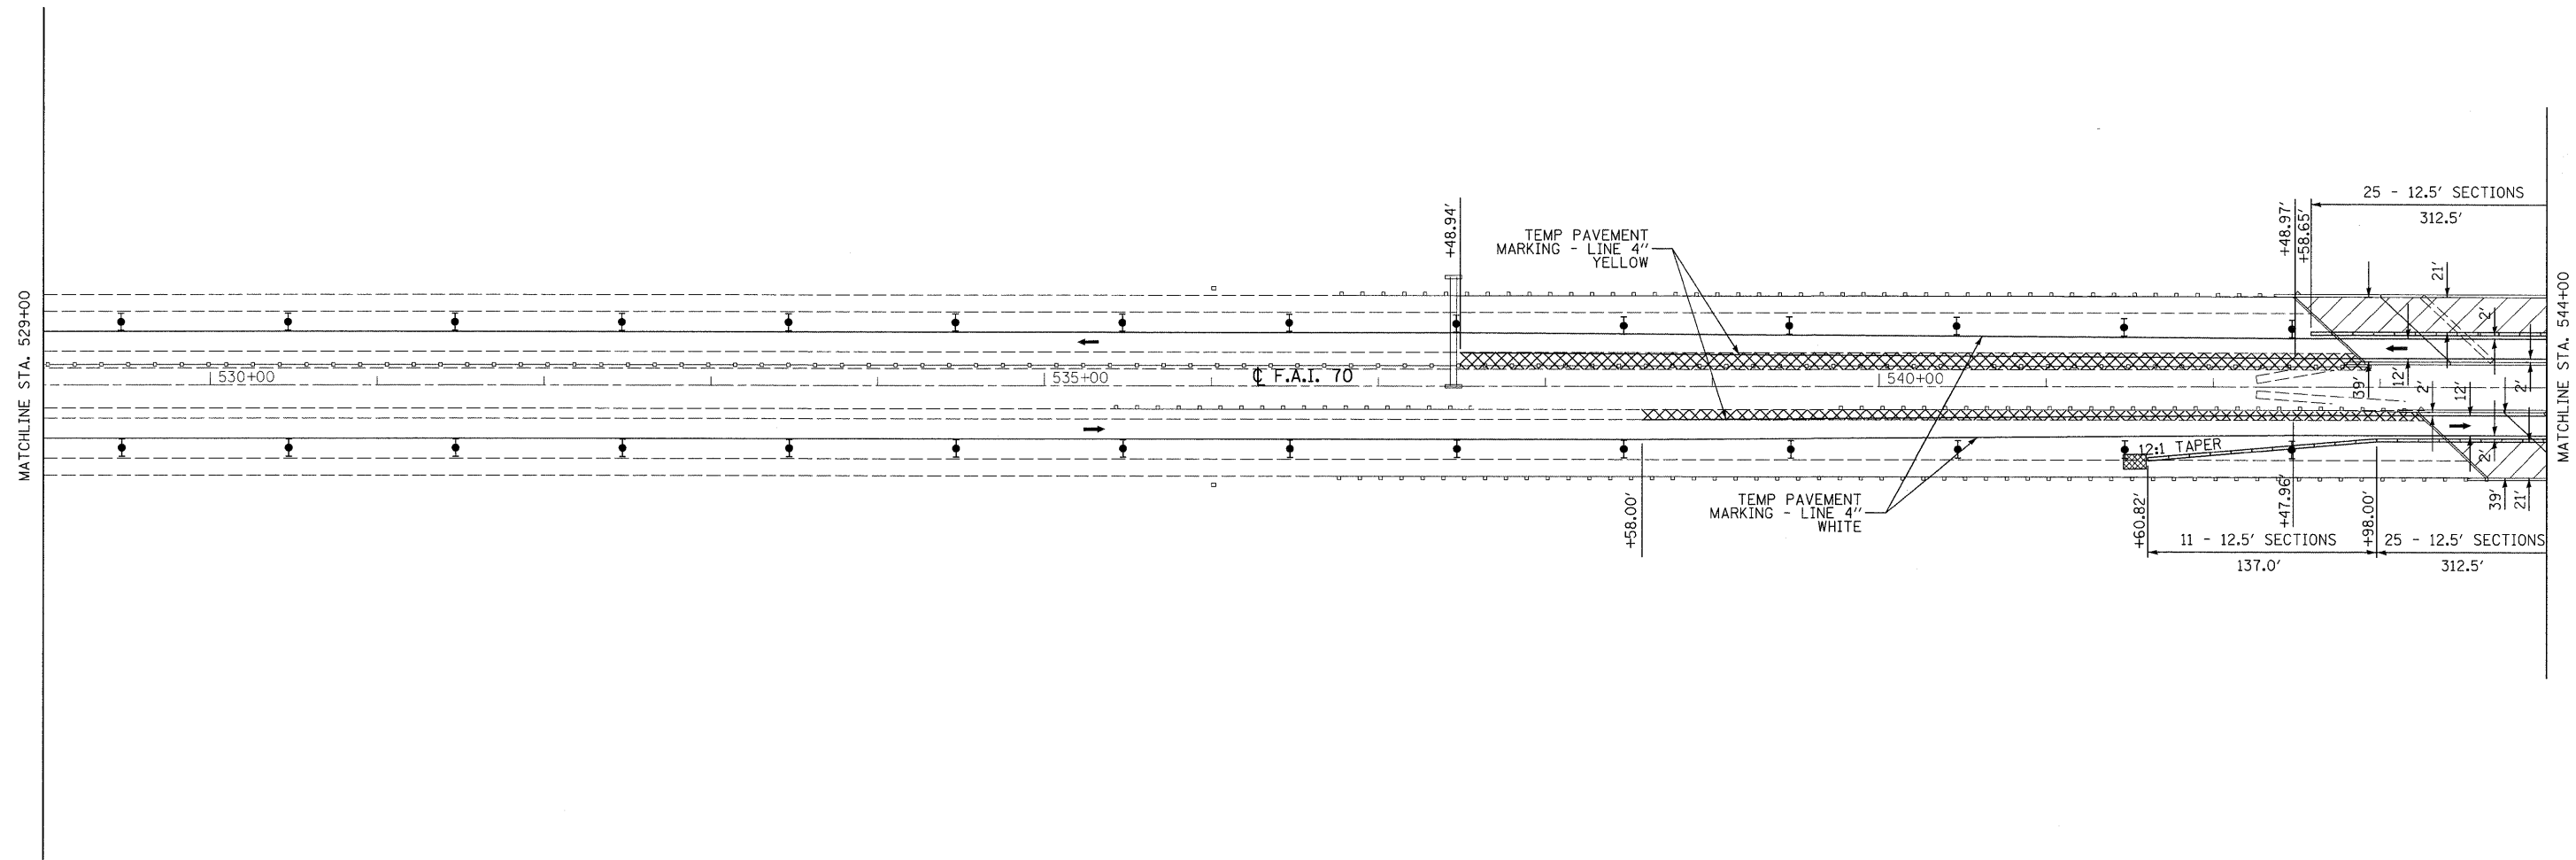 MATCHLINE STA. 529+00
530+00
535+00
℄ F.A.I. 70
540+00
+48.94'
TEMP PAVEMENT
MARKING - LINE 4"
YELLOW
+48.97'
+58.65'
25 - 12.5' SECTIONS
312.5'
21'
2'
39'
12'
2'
12'
2'
2'
39'
21'
12:1 TAPER
TEMP PAVEMENT
MARKING - LINE 4"
WHITE
+58.00'
+60.82'
+47.96'
+98.00'
11 - 12.5' SECTIONS
137.0'
25 - 12.5' SECTIONS
312.5'
MATCHLINE STA. 544+00